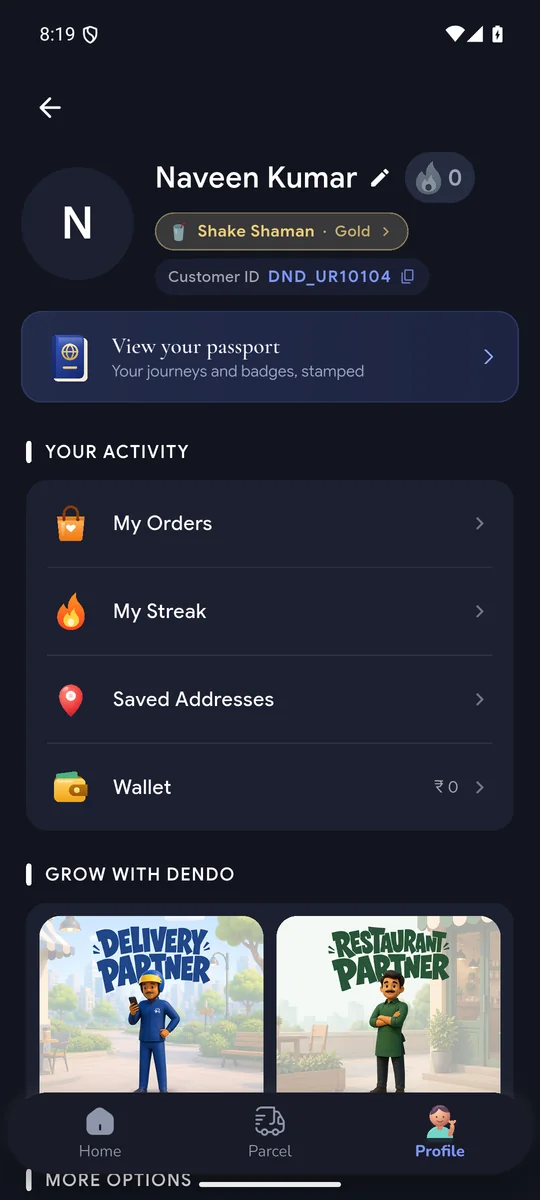 8:19
Naveen Kumar
0
N
Shake Shaman · Gold
Customer ID DND_UR10104
View your passport
Your journeys and badges, stamped
YOUR ACTIVITY
My Orders
My Streak
Saved Addresses
Wallet ₹ 0
GROW WITH DENDO
DELIVERY
PARTNER
RESTAURANT
PARTNER
Home
Parcel
Profile
MORE OPTIONS